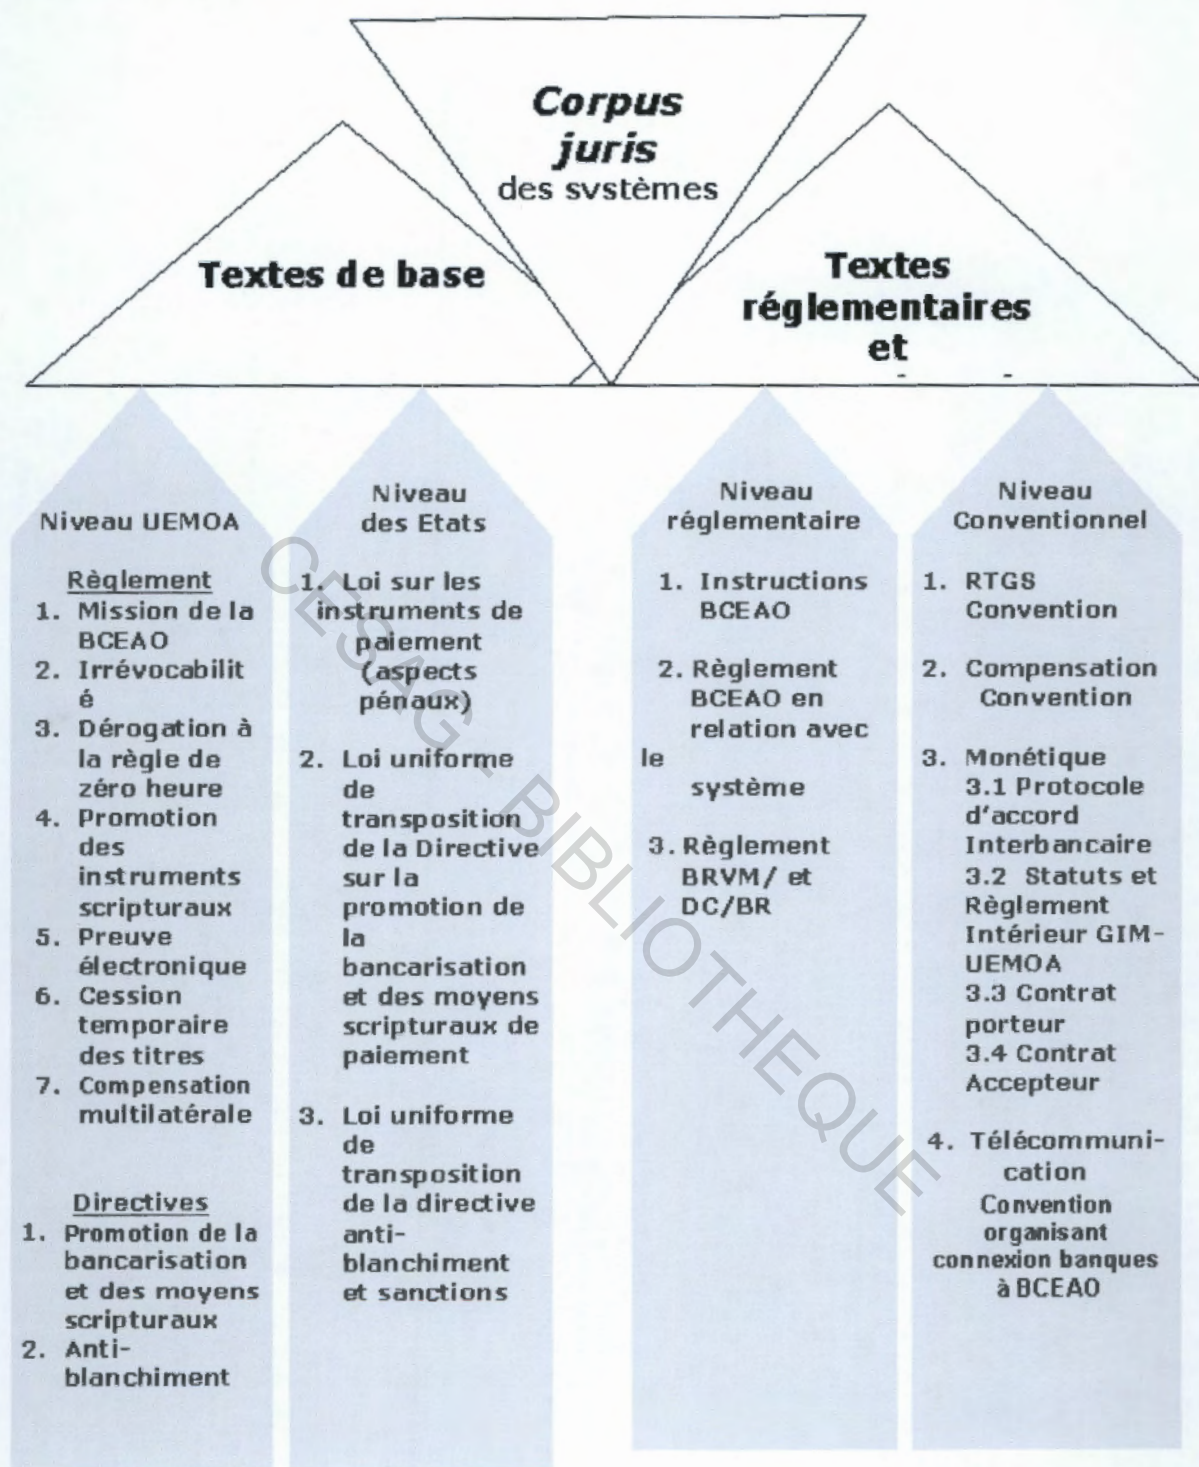 Corpus
juris
des svstèmes
Textes de base
Textes
réglementaires
et
Niveau UEMOA
Règlement
1. Mission de la
BCEAO
2. Irrévocabilit
é
3. Dérogation à
la règle de
zéro heure
4. Promotion
des
instruments
scripturaux
5. Preuve
électronique
6. Cession
temporaire
des titres
7. Compensation
multilatérale
Directives
1. Promotion de la
bancarisation
et des moyens
scripturaux
2. Anti-
blanchiment
Niveau
des Etats
1. Loi sur les
instruments de
paiement
(aspects
pénaux)
2. Loi uniforme
de
transposition
de la Directive
sur la
promotion de
la
bancarisation
et des moyens
scripturaux de
paiement
3. Loi uniforme
de
transposition
de la directive
anti-
blanchiment
et sanctions
Niveau
réglementaire
1. Instructions
BCEAO
2. Règlement
BCEAO en
relation avec
le
système
3. Règlement
BRVM/ et
DC/BR
Niveau
Conventionnel
1. RTGS
Convention
2. Compensation
Convention
3. Monétique
3.1 Protocole
d'accord
Interbancaire
3.2 Statuts et
Règlement
Intérieur GIM-
UEMOA
3.3 Contrat
porteur
3.4 Contrat
Accepteur
4. Télécommuni-
cation
Convention
organisant
connexion banques
à BCEAO
CESAG - BIBLIOTHEQUE